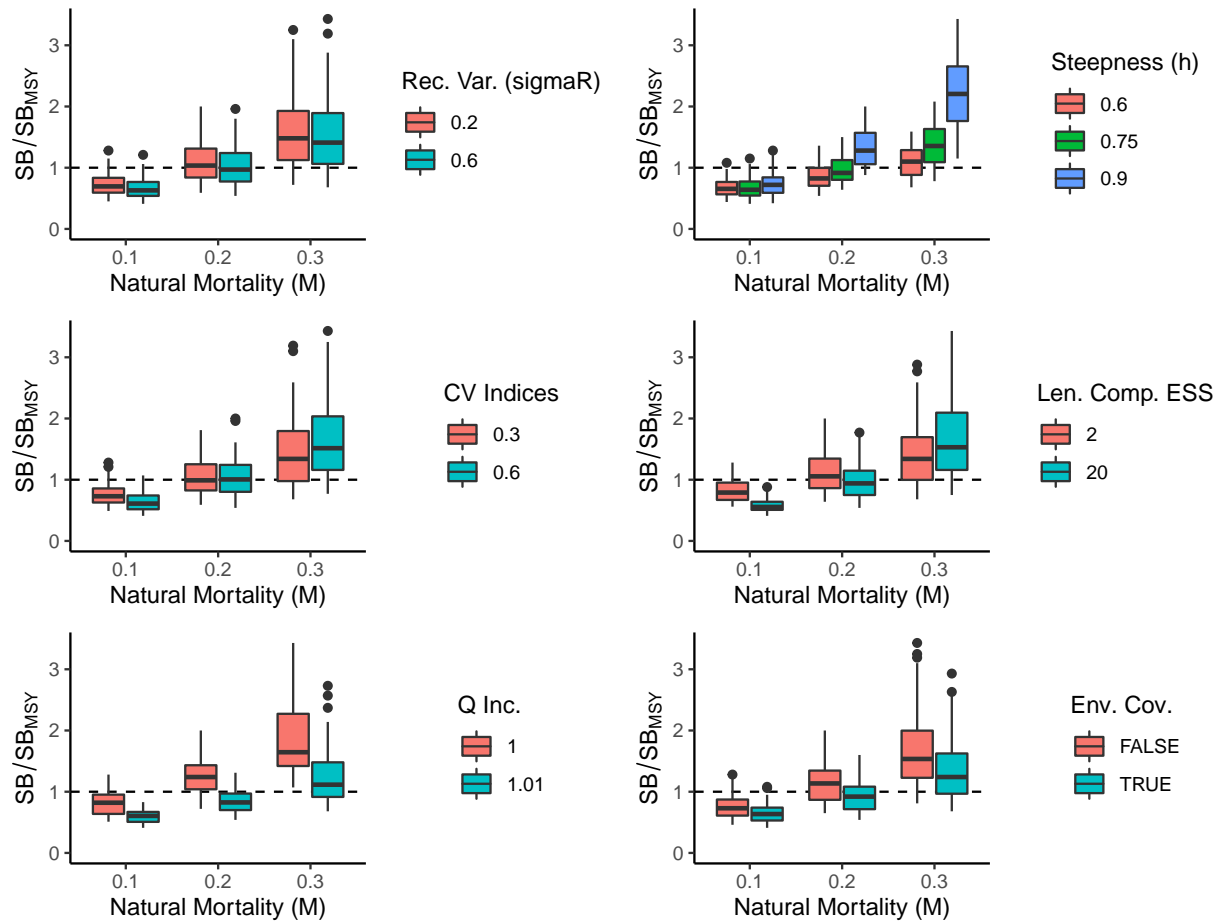 SB/SBMSY
3
2
1
0
0.1 0.2 0.3
Natural Mortality (M)
Rec. Var. (sigmaR)
0.2
0.6
SB/SBMSY
3
2
1
0
0.1 0.2 0.3
Natural Mortality (M)
Steepness (h)
0.6
0.75
0.9
SB/SBMSY
3
2
1
0
0.1 0.2 0.3
Natural Mortality (M)
CV Indices
0.3
0.6
SB/SBMSY
3
2
1
0
0.1 0.2 0.3
Natural Mortality (M)
Len. Comp. ESS
2
20
SB/SBMSY
3
2
1
0
0.1 0.2 0.3
Natural Mortality (M)
Q Inc.
1
1.01
SB/SBMSY
3
2
1
0
0.1 0.2 0.3
Natural Mortality (M)
Env. Cov.
FALSE
TRUE